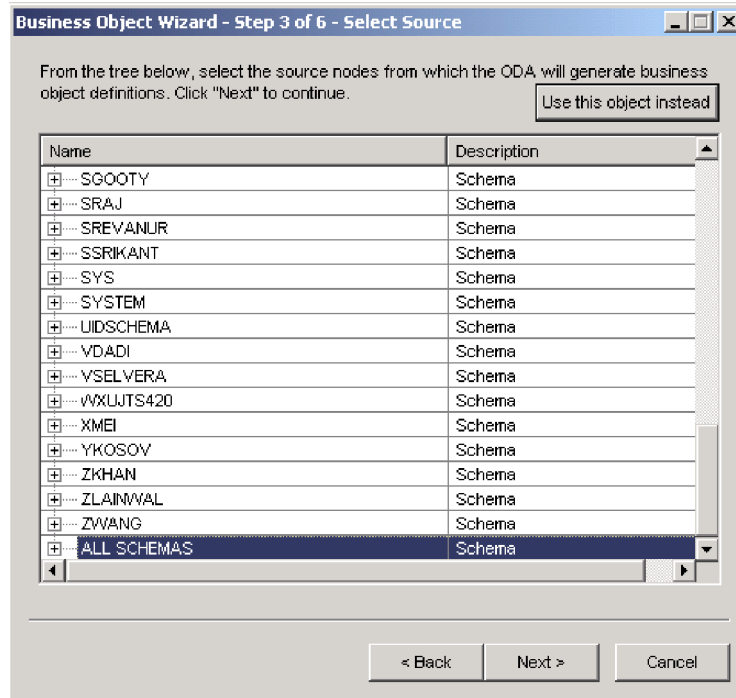 Business Object Wizard - Step 3 of 6 - Select Source
From the tree below, select the source nodes from which the ODA will generate business
object definitions. Click "Next" to continue.
Use this object instead
Name Description
SGOOTY Schema
SRAJ Schema
SREVANUR Schema
SSRIKANT Schema
SYS Schema
SYSTEM Schema
UIDSCHEMA Schema
VDADI Schema
VSELVERA Schema
WXUJTS420 Schema
XMEI Schema
YKOSOV Schema
ZKHAN Schema
ZLAINWAL Schema
ZWANG Schema
ALL SCHEMAS Schema
< Back Next > Cancel